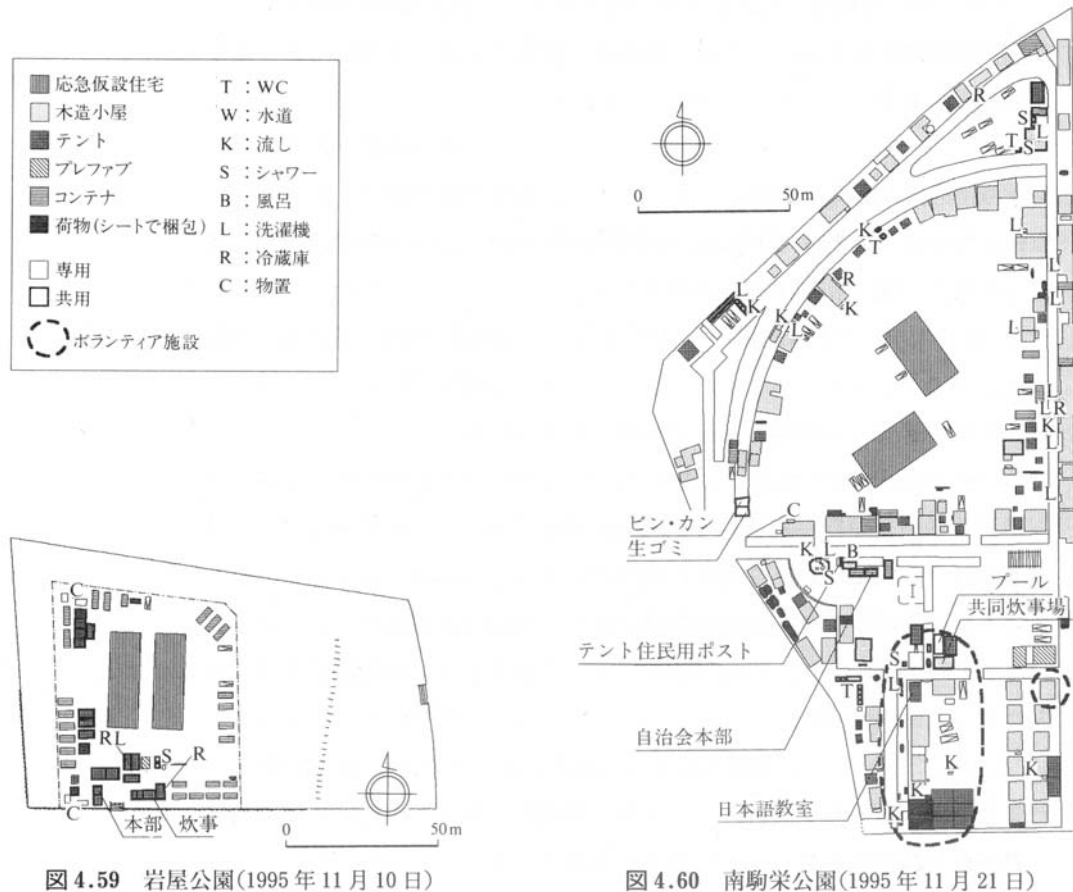 応急仮設住宅
木造小屋
テント
プレファブ
コンテナ
荷物(シートで梱包)
専用
共用
ボランティア施設
T : WC
W : 水道
K : 流し
S : シャワー
B : 風呂
L : 洗濯機
R : 冷蔵庫
C : 物置
C
R L
S
R
C
本部
炊事
0 50m
図 4.59 岩屋公園(1995 年 11 月 10 日)
0 50m
R
S
L
T
S
K
T
L
R
L
K
K
K
L
L
L
L
L
L R
K
L
L
C
ビン・カン
生ゴミ
K L B
S
プール
共同炊事場
テント住民用ポスト
S
L
T
自治会本部
K
K
日本語教室
K
K
図 4.60 南駒栄公園(1995 年 11 月 21 日)